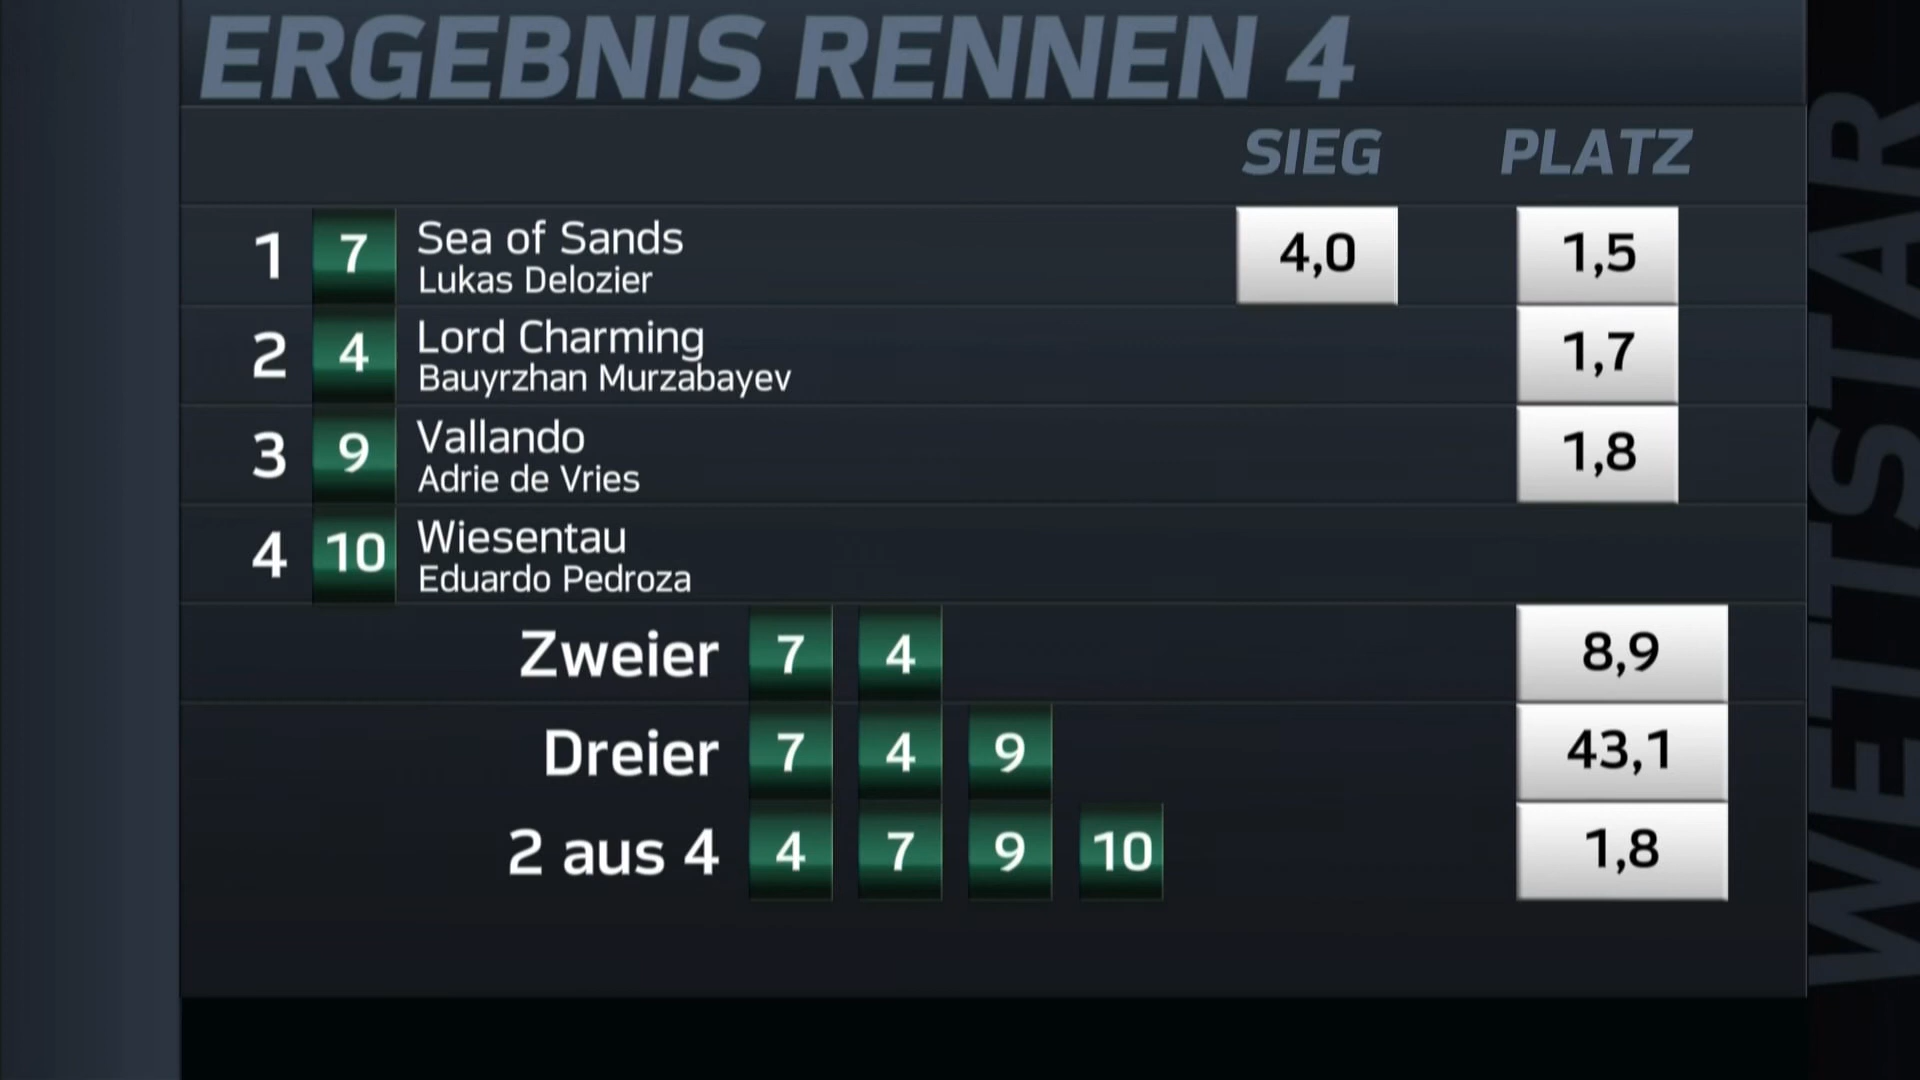 ERGEBNIS RENNEN 4
SIEG PLATZ
1 7 Sea of Sands 4,0 1,5
Lukas Delozier
2 4 Lord Charming 1,7
Bauyrzhan Murzabayev
3 9 Vallando 1,8
Adrie de Vries
4 10 Wiesentau
Eduardo Pedroza
Zweier 7 4 8,9
Dreier 7 4 9 43,1
2 aus 4 4 7 9 10 1,8
WETTSTAR